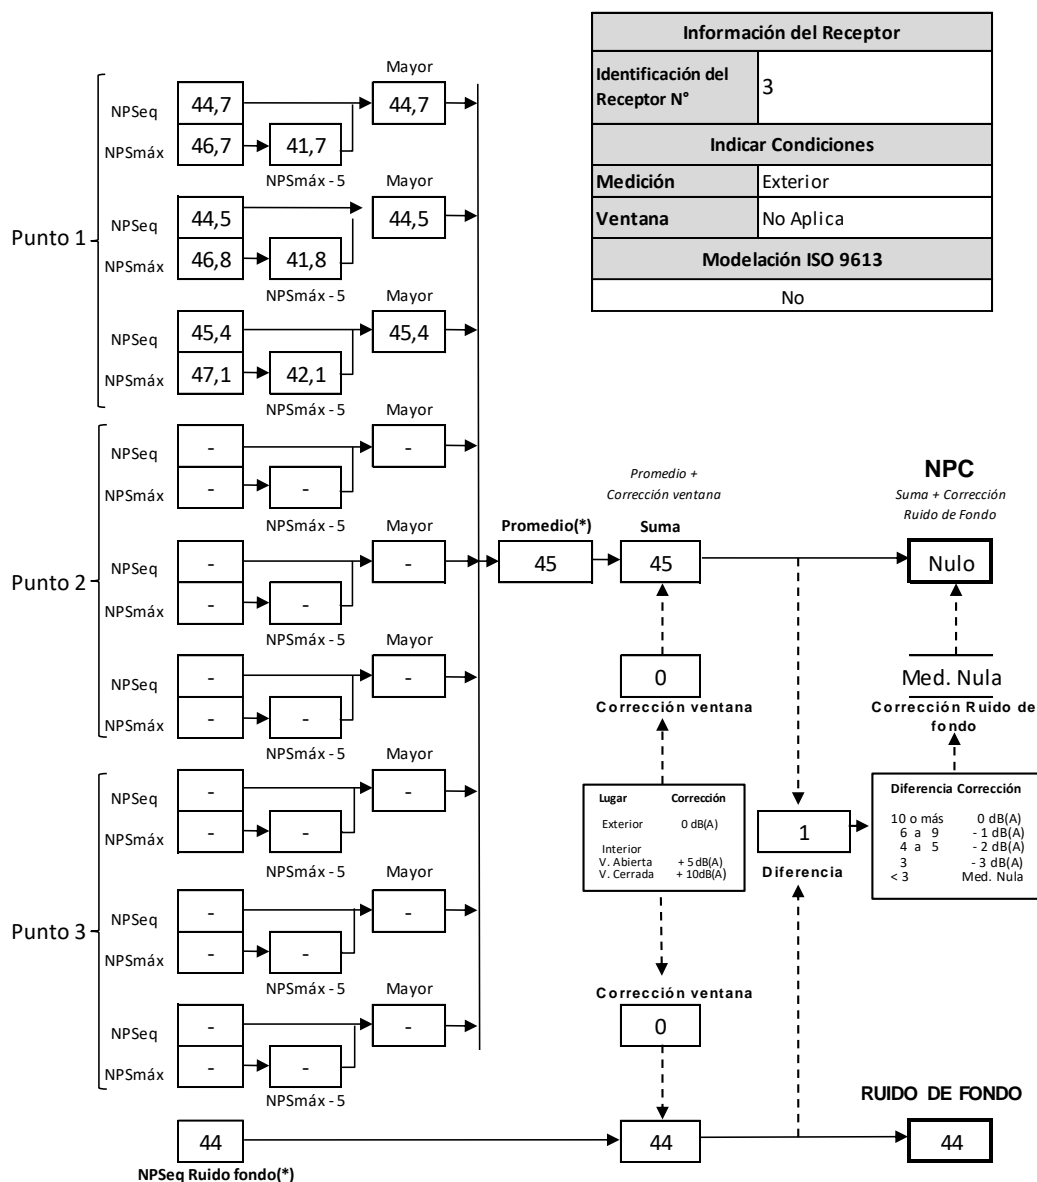 Información del Receptor
Identificación del Receptor N°
3
Indicar Condiciones
Medición
Exterior
Ventana
No Aplica
Modelación ISO 9613
No
Punto 1
Mayor
NPSeq
44,7
44,7
NPSmáx
46,7
41,7
NPSmáx - 5
Mayor
NPSeq
44,5
44,5
NPSmáx
46,8
41,8
NPSmáx - 5
Mayor
NPSeq
45,4
45,4
NPSmáx
47,1
42,1
NPSmáx - 5
Punto 2
Mayor
NPSeq
-
-
NPSmáx
-
-
NPSmáx - 5
Mayor
NPSeq
-
-
NPSmáx
-
-
NPSmáx - 5
Mayor
NPSeq
-
-
NPSmáx
-
-
NPSmáx - 5
Punto 3
Mayor
NPSeq
-
-
NPSmáx
-
-
NPSmáx - 5
Mayor
NPSeq
-
-
NPSmáx
-
-
NPSmáx - 5
Mayor
NPSeq
-
-
NPSmáx
-
-
NPSmáx - 5
Promedio(*)
45
Promedio +
Corrección ventana
Suma
45
0
Corrección ventana
Lugar Corrección
Exterior 0 dB(A)
Interior
V. Abierta + 5 dB(A)
V. Cerrada + 10dB(A)
Corrección ventana
0
NPC
Suma + Corrección
Ruido de Fondo
Nulo
Med. Nula
Corrección Ruido de
fondo
1
Diferencia
Diferencia Corrección
10 o más 0 dB(A)
6 a 9 - 1 dB(A)
4 a 5 - 2 dB(A)
3 - 3 dB(A)
< 3 Med. Nula
44
NPSeq Ruido fondo(*)
44
RUIDO DE FONDO
44